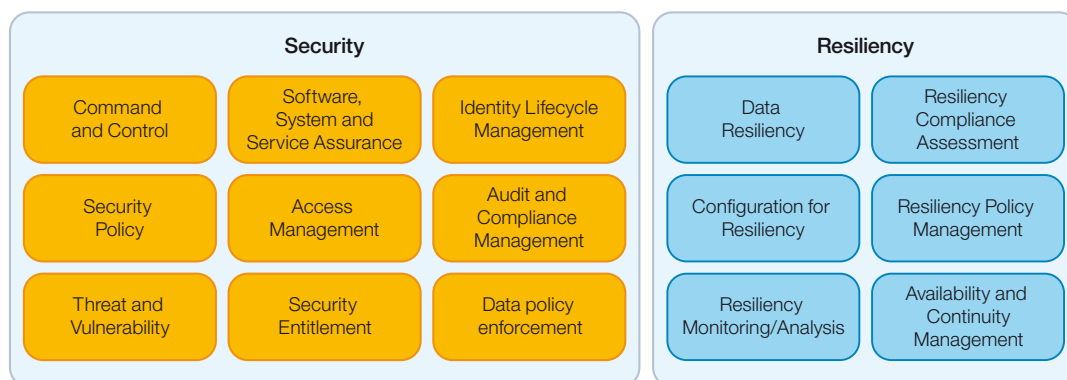 Security
Command
and Control
Software,
System and
Service Assurance
Identity Lifecycle
Management
Security
Policy
Access
Management
Audit and
Compliance
Management
Threat and
Vulnerability
Security
Entitlement
Data policy
enforcement
Resiliency
Data
Resiliency
Resiliency
Compliance
Assessment
Configuration for
Resiliency
Resiliency Policy
Management
Resiliency
Monitoring/Analysis
Availability and
Continuity
Management